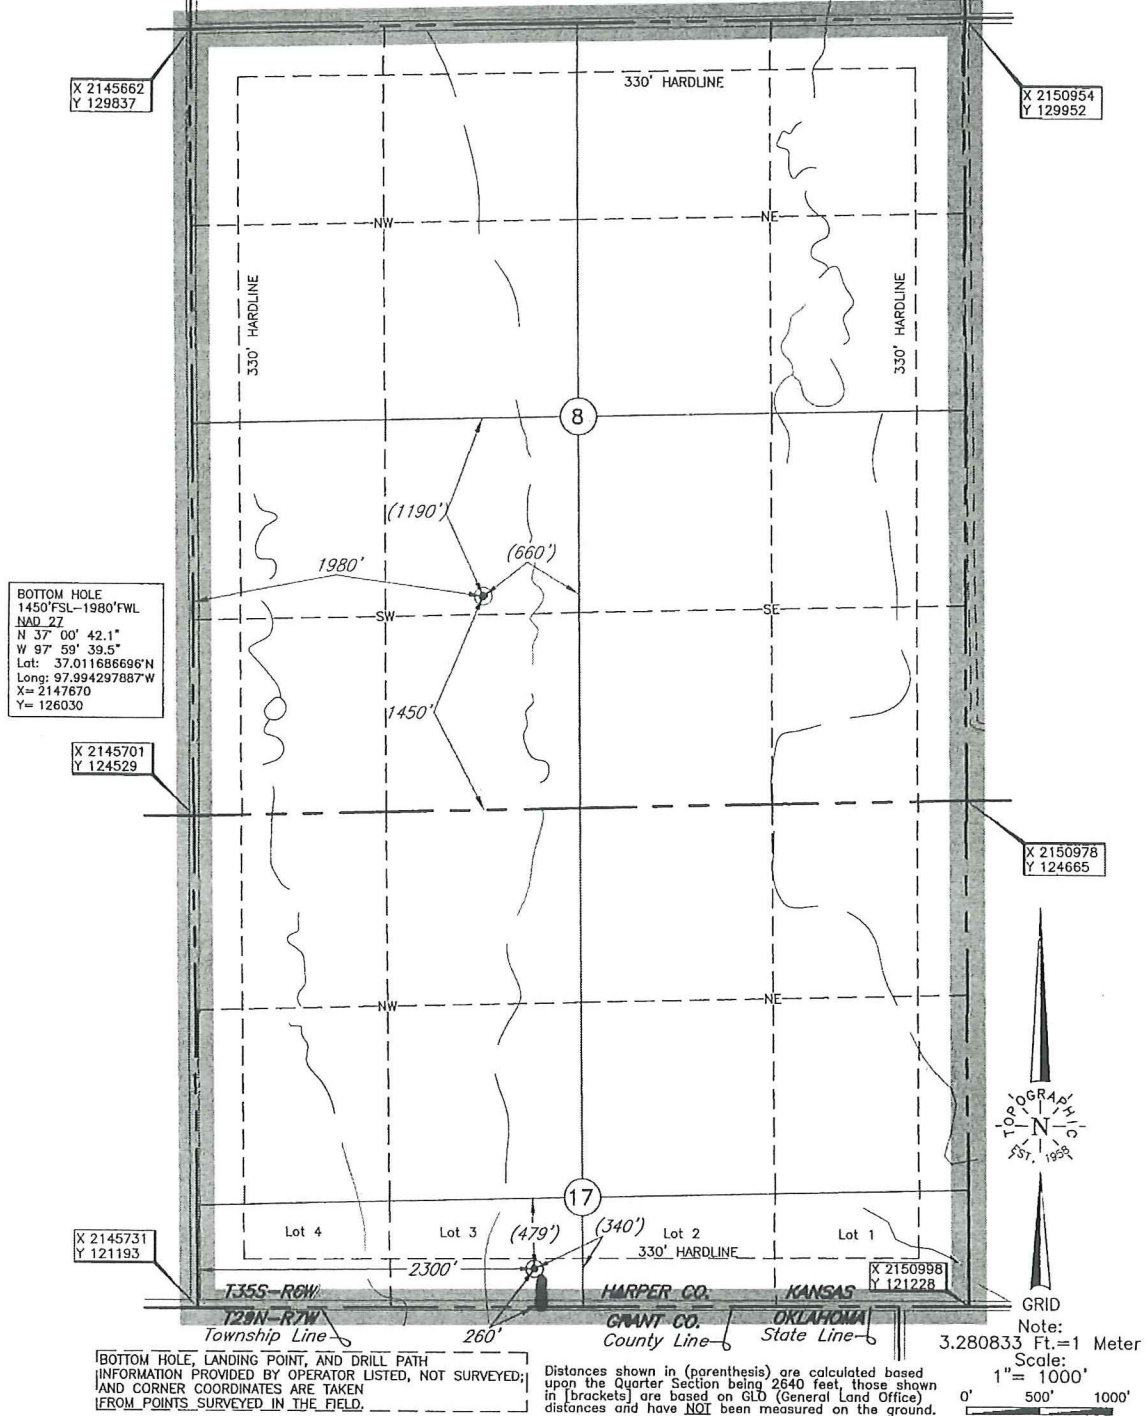 X 2145662
Y 129837
X 2150954
Y 129952
330' HARDLINE
NW
NE
330' HARDLINE
330' HARDLINE
8
(1190')
(660')
1980'
BOTTOM HOLE
1450'FSL-1980'FWL
NAD 27
N 37° 00' 42.1"
W 97° 59' 39.5"
Lat: 37.011686696°N
Long: 97.994297887°W
X= 2147670
Y= 126030
SW
SE
1450'
X 2145701
Y 124529
X 2150978
Y 124665
NW
NE
TOPOGRAPHIC
N
EST. 1958
17
X 2145731
Y 121193
Lot 4
Lot 3
(479')
(340')
Lot 2
Lot 1
330' HARDLINE
2300'
X 2150998
Y 121228
T35S-R6W
HARPER CO.
KANSAS
T29N-R7W
GRANT CO.
OKLAHOMA
Township Line
260'
County Line
State Line
GRID
Note:
3.280833 Ft.=1 Meter
Scale:
1"= 1000'
0' 500' 1000'
BOTTOM HOLE, LANDING POINT, AND DRILL PATH
INFORMATION PROVIDED BY OPERATOR LISTED, NOT SURVEYED;
AND CORNER COORDINATES ARE TAKEN
FROM POINTS SURVEYED IN THE FIELD.
Distances shown in (parenthesis) are calculated based
upon the Quarter Section being 2640 feet, those shown
in [brackets] are based on GLO (General Land Office)
distances and have NOT been measured on the ground.